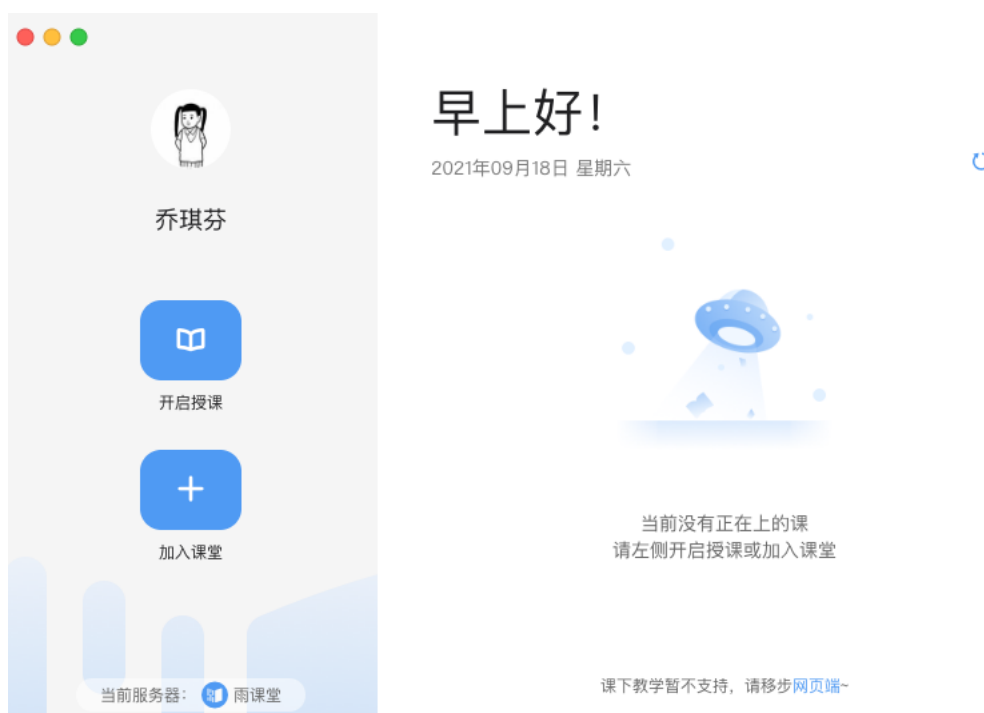 早上好!
2021年09月18日 星期六
乔琪芬
开启授课
加入课堂
当前服务器: 雨课堂
当前没有正在上的课
请左侧开启授课或加入课堂
课下教学暂不支持，请移步网页端~